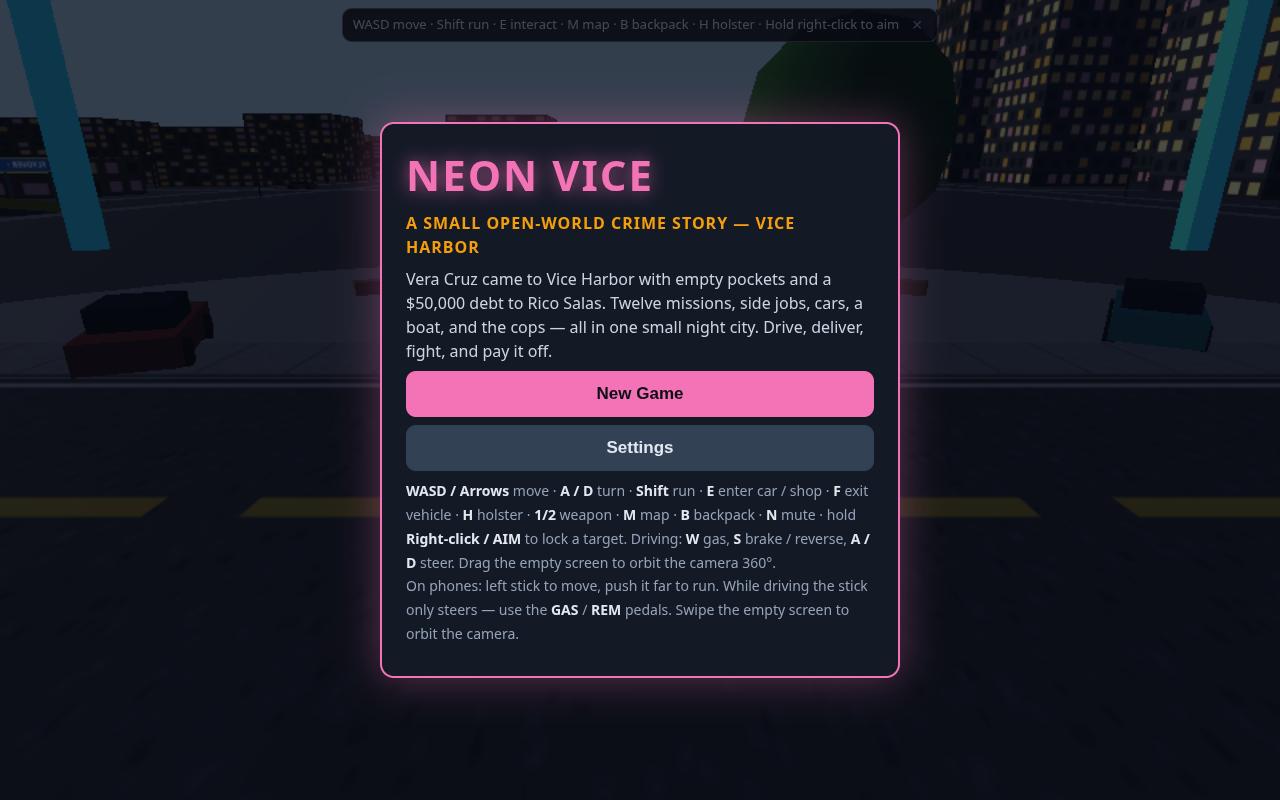 WASD move · Shift run · E interact · M map · B backpack · H holster · Hold right-click to aim ✕
NEON VICE
A SMALL OPEN-WORLD CRIME STORY — VICE
HARBOR
Vera Cruz came to Vice Harbor with empty pockets and a
$50,000 debt to Rico Salas. Twelve missions, side jobs, cars, a
boat, and the cops — all in one small night city. Drive, deliver,
fight, and pay it off.
New Game
Settings
WASD / Arrows move · A / D turn · Shift run · E enter car / shop · F exit
vehicle · H holster · 1/2 weapon · M map · B backpack · N mute · hold
Right-click / AIM to lock a target. Driving: W gas, S brake / reverse, A /
D steer. Drag the empty screen to orbit the camera 360°.
On phones: left stick to move, push it far to run. While driving the stick
only steers — use the GAS / REM pedals. Swipe the empty screen to
orbit the camera.